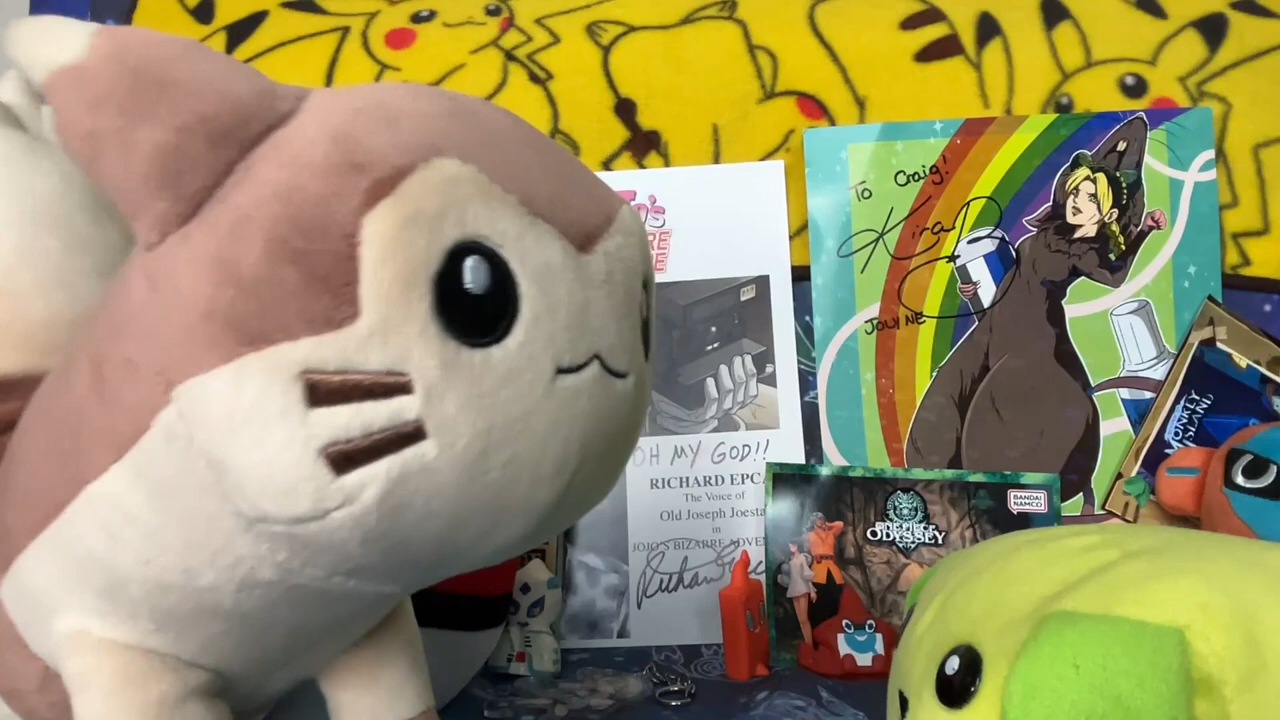 To Craig!
Kira
JOLYNE
OH MY GOD!!
RICHARD EPCA
The Voice of
Old Joseph Joesta
in
JOJO'S BIZARRE ADVEN
ONE PIECE
ODYSSEY
BANDAI
NAMCO
MONKEY
ISLAND